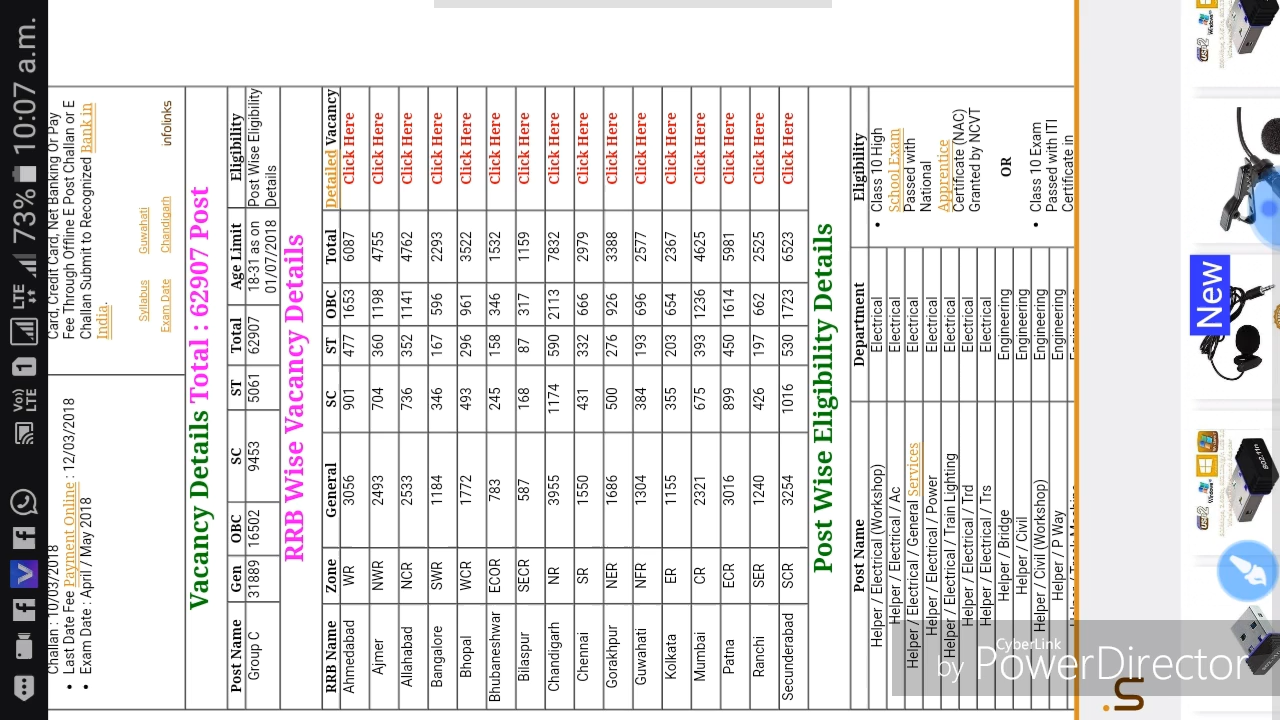 10:07 a.m.
73%
LTE
1
Vo))
LTE
Challan : 10/03/2018
Last Date Fee Payment Online : 12/03/2018
Exam Date : April / May 2018
Card, Credit Card, Net Banking Or Pay
Fee Through Offline E Post Challan or E
Challan Submit to Recognized Bank in
India.
Syllabus Guwahati
Exam Date Chandigarh
infolinks
Vacancy Details Total : 62907 Post
Post Name Gen OBC SC ST Total Age Limit Eligibility
Group C 31889 16502 9453 5061 62907 18-31 as on 01/07/2018 Post Wise Eligibility Details
RRB Wise Vacancy Details
RRB Name Zone General SC ST OBC Total Detailed Vacancy
Ahmedabad WR 3056 901 477 1653 6087 Click Here
Ajmer NWR 2493 704 360 1198 4755 Click Here
Allahabad NCR 2533 736 352 1141 4762 Click Here
Bangalore SWR 1184 346 167 596 2293 Click Here
Bhopal WCR 1772 493 296 961 3522 Click Here
Bhubaneshwar ECOR 783 245 158 346 1532 Click Here
Bilaspur SECR 587 168 87 317 1159 Click Here
Chandigarh NR 3955 1174 590 2113 7832 Click Here
Chennai SR 1550 431 332 666 2979 Click Here
Gorakhpur NER 1686 500 276 926 3388 Click Here
Guwahati NFR 1304 384 193 696 2577 Click Here
Kolkata ER 1155 355 203 654 2367 Click Here
Mumbai CR 2321 675 393 1236 4625 Click Here
Patna ECR 3016 899 450 1614 5981 Click Here
Ranchi SER 1240 426 197 662 2525 Click Here
Secunderabad SCR 3254 1016 530 1723 6523 Click Here
Post Wise Eligibility Details
Post Name Department Eligibility
Helper / Electrical (Workshop) Electrical
Helper / Electrical / Ac Electrical
Helper / Electrical / General Services Electrical
Helper / Electrical / Power Electrical
Helper / Electrical / Train Lighting Electrical
Helper / Electrical / Trd Electrical
Helper / Electrical / Trs Electrical
Helper / Bridge Engineering
Helper / Civil Engineering
Helper / Civil (Workshop) Engineering
Helper / P Way Engineering
Class 10 High
School Exam
Passed with
National
Apprentice
Certificate (NAC)
Granted by NCVT
OR
Class 10 Exam
Passed with ITI
Certificate in
New
802.11n
by CyberLink
PowerDirector